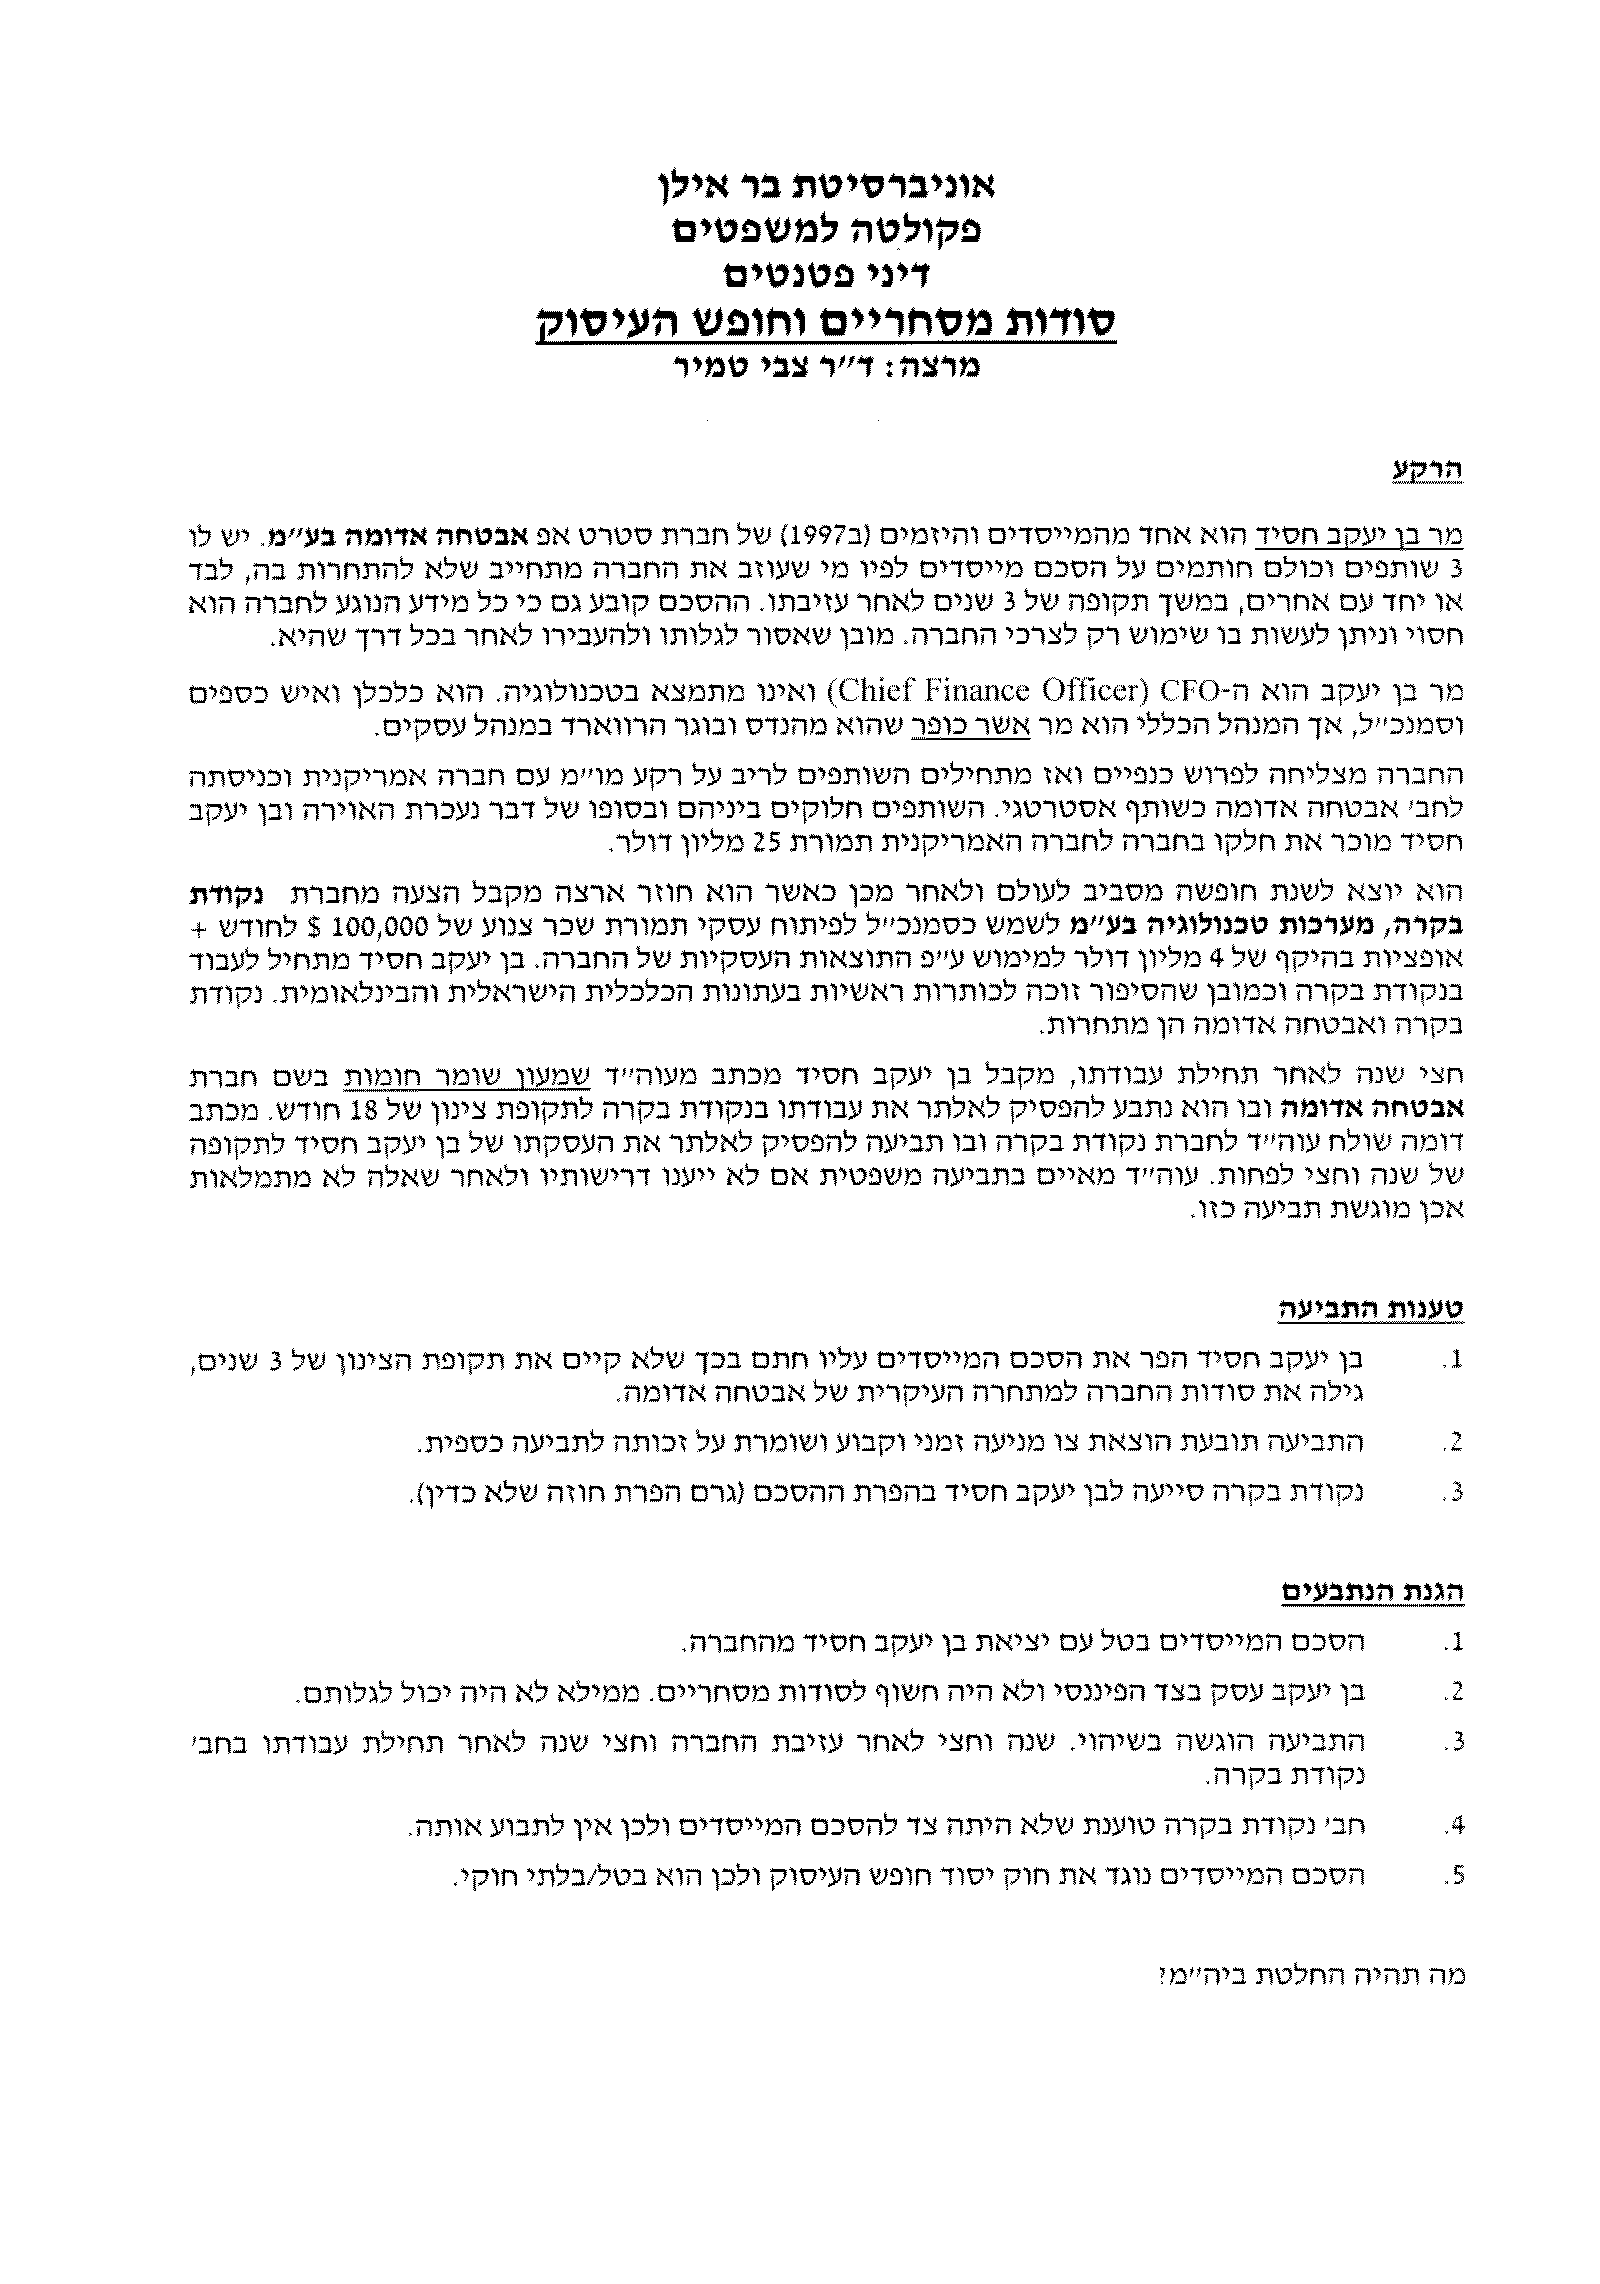 אוניברסיטת בר אילן
פקולטה למשפטים
דיני פטנטים
סודות מסחריים וחופש העיסוק
מרצה: ד״ר צבי טמיר
הרקע
מר בן יעקב חסיד הוא אחד מהמייסדים והיזמים (ב1997) של חברת סטרט אפ אבטחה אדומה בע״מ. יש לו
3 שותפים וכולם חותמים על הסכם מייסדים לפיו מי שעוזב את החברה מתחייב שלא להתחרות בה, לבד
או יחד עם אחרים, במשך תקופה של 3 שנים לאחר עזיבתו. ההסכם קובע גם כי כל מידע הנוגע לחברה הוא
חסוי וניתן לעשות בו שימוש רק לצרכי החברה. מובן שאסור לגלותו ולהעבירו לאחר בכל דרך שהיא.
מר בן יעקב הוא ה-CFO (Chief Finance Officer) ואינו מתמצא בטכנולוגיה. הוא כלכלן ואיש כספים
וסמנכ״ל, אך המנהל הכללי הוא מר אשר כופר שהוא מהנדס ובוגר הרווארד במנהל עסקים.
החברה מצליחה לפרוש כנפיים ואז מתחילים השותפים לריב על רקע מו״מ עם חברה אמריקנית וכניסתה
לחב׳ אבטחה אדומה כשותף אסטרטגי. השותפים חלוקים ביניהם ובסופו של דבר נעכרת האוירה ובן יעקב
חסיד מוכר את חלקו בחברה לחברה האמריקנית תמורת 25 מליון דולר.
הוא יוצא לשנת חופשה מסביב לעולם ולאחר מכן כאשר הוא חוזר ארצה מקבל הצעה מחברת נקודת
בקרה, מערכות טכנולוגיה בע״מ לשמש כסמנכ״ל לפיתוח עסקי תמורת שכר צנוע של 100,000 $ לחודש +
אופציות בהיקף של 4 מליון דולר למימוש ע״פ התוצאות העסקיות של החברה. בן יעקב חסיד מתחיל לעבוד
בנקודת בקרה וכמובן שהסיפור זוכה לכותרות ראשיות בעתונות הכלכלית הישראלית והבינלאומית. נקודת
בקרה ואבטחה אדומה הן מתחרות.
חצי שנה לאחר תחילת עבודתו, מקבל בן יעקב חסיד מכתב מעוה״ד שמעון שומר חומות בשם חברת
אבטחה אדומה ובו הוא נתבע להפסיק לאלתר את עבודתו בנקודת בקרה לתקופת צינון של 18 חודש. מכתב
דומה שולח עוה״ד לחברת נקודת בקרה ובו תביעה להפסיק לאלתר את העסקתו של בן יעקב חסיד לתקופה
של שנה וחצי לפחות. עוה״ד מאיים בתביעה משפטית אם לא ייענו דרישותיו ולאחר שאלה לא מתמלאות
אכן מוגשת תביעה כזו.
טענות התביעה
1. בן יעקב חסיד הפר את הסכם המייסדים עליו חתם בכך שלא קיים את תקופת הצינון של 3 שנים,
גילה את סודות החברה למתחרה העיקרית של אבטחה אדומה.
2. התביעה תובעת הוצאת צו מניעה זמני וקבוע ושומרת על זכותה לתביעה כספית.
3. נקודת בקרה סייעה לבן יעקב חסיד בהפרת ההסכם (גרם הפרת חוזה שלא כדין).
הגנת הנתבעים
1. הסכם המייסדים בטל עם יציאת בן יעקב חסיד מהחברה.
2. בן יעקב עסק בצד הפיננסי ולא היה חשוף לסודות מסחריים. ממילא לא היה יכול לגלותם.
3. התביעה הוגשה בשיהוי. שנה וחצי לאחר עזיבת החברה וחצי שנה לאחר תחילת עבודתו בחב׳
נקודת בקרה.
4. חב׳ נקודת בקרה טוענת שלא היתה צד להסכם המייסדים ולכן אין לתבוע אותה.
5. הסכם המייסדים נוגד את חוק יסוד חופש העיסוק ולכן הוא בטל/בלתי חוקי.
מה תהיה החלטת ביה״מ?